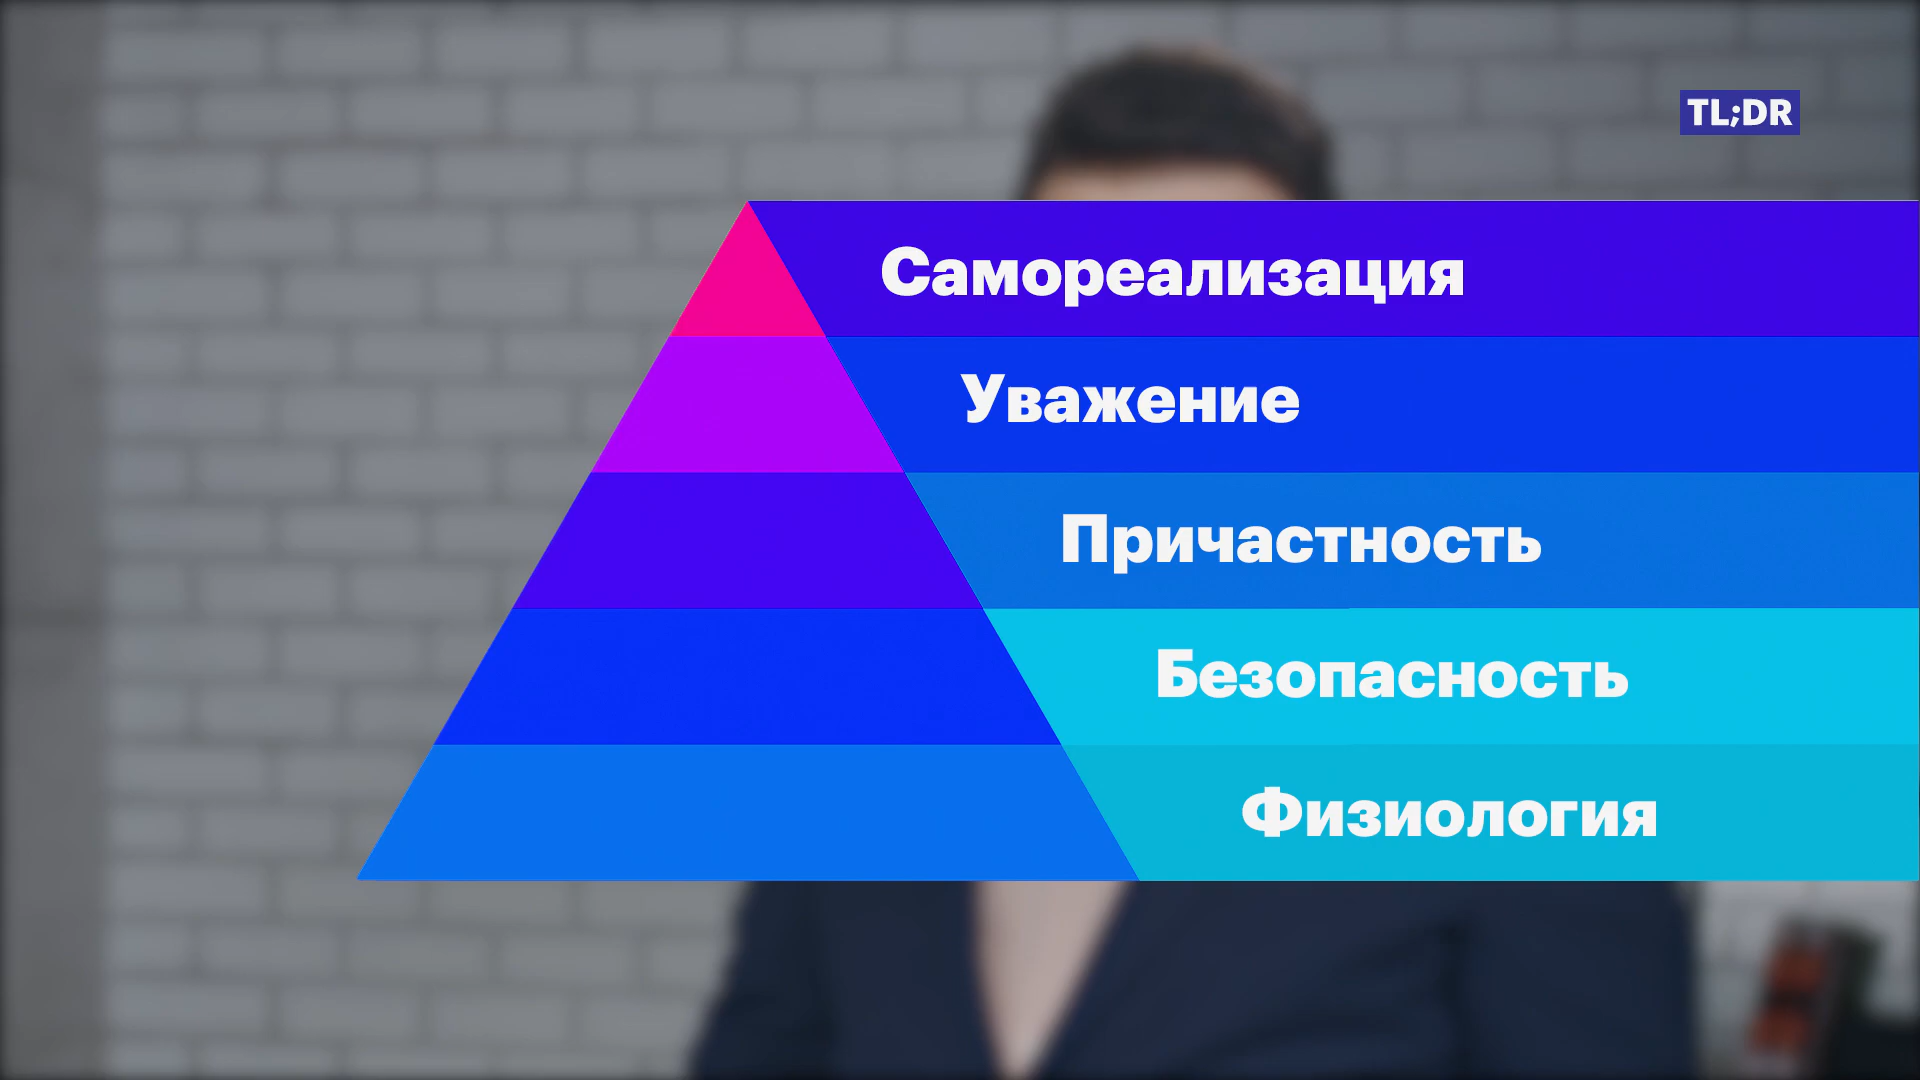 TL;DR
Самореализация
Уважение
Причастность
Безопасность
Физиология